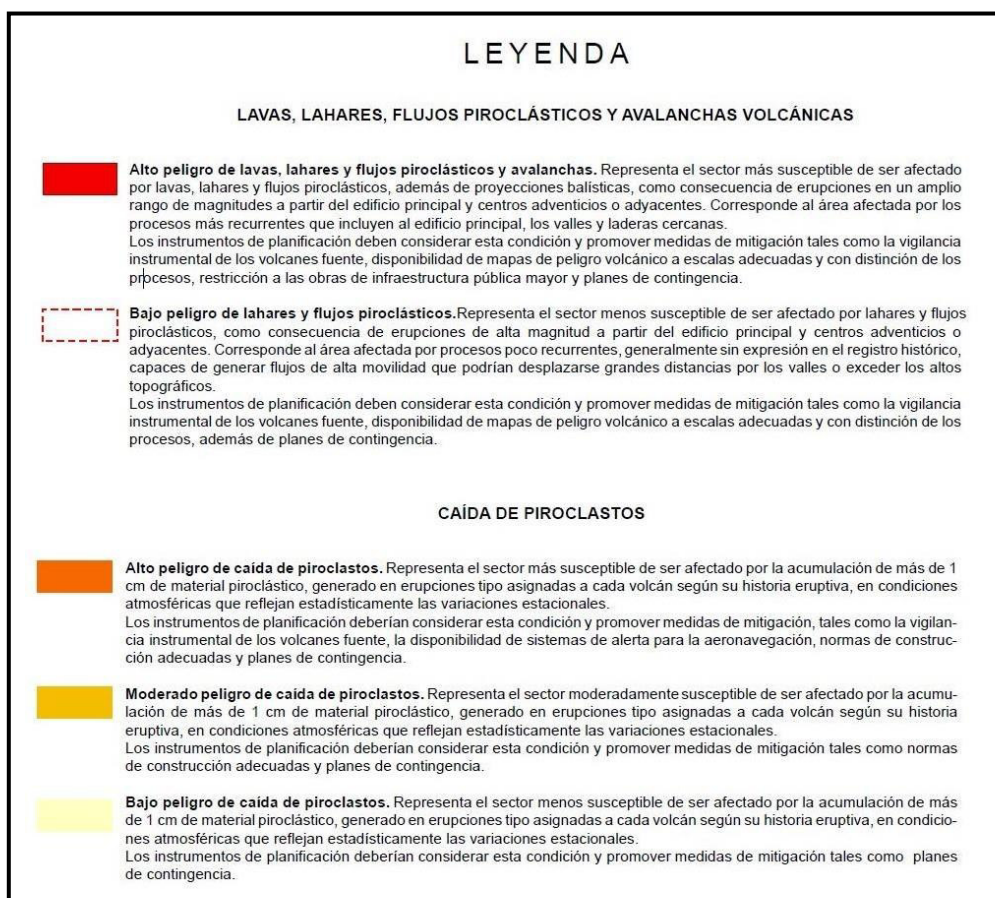 LEYENDA
LAVAS, LAHARES, FLUJOS PIROCLÁSTICOS Y AVALANCHAS VOLCÁNICAS
Alto peligro de lavas, lahares y flujos piroclásticos y avalanchas. Representa el sector más susceptible de ser afectado
por lavas, lahares y flujos piroclásticos, además de proyecciones balísticas, como consecuencia de erupciones en un amplio
rango de magnitudes a partir del edificio principal y centros adventicios o adyacentes. Corresponde al área afectada por los
procesos más recurrentes que incluyen al edificio principal, los valles y laderas cercanas.
Los instrumentos de planificación deben considerar esta condición y promover medidas de mitigación tales como la vigilancia
instrumental de los volcanes fuente, disponibilidad de mapas de peligro volcánico a escalas adecuadas y con distinción de los
procesos, restricción a las obras de infraestructura pública mayor y planes de contingencia.
Bajo peligro de lahares y flujos piroclásticos.Representa el sector menos susceptible de ser afectado por lahares y flujos
piroclásticos, como consecuencia de erupciones de alta magnitud a partir del edificio principal y centros adventicios o
adyacentes. Corresponde al área afectada por procesos poco recurrentes, generalmente sin expresión en el registro histórico,
capaces de generar flujos de alta movilidad que podrían desplazarse grandes distancias por los valles o exceder los altos
topográficos.
Los instrumentos de planificación deben considerar esta condición y promover medidas de mitigación tales como la vigilancia
instrumental de los volcanes fuente, disponibilidad de mapas de peligro volcánico a escalas adecuadas y con distinción de los
procesos, además de planes de contingencia.
CAÍDA DE PIROCLASTOS
Alto peligro de caída de piroclastos. Representa el sector más susceptible de ser afectado por la acumulación de más de 1
cm de material piroclástico, generado en erupciones tipo asignadas a cada volcán según su historia eruptiva, en condiciones
atmosféricas que reflejan estadísticamente las variaciones estacionales.
Los instrumentos de planificación deberían considerar esta condición y promover medidas de mitigación, tales como la vigilan-
cia instrumental de los volcanes fuente, la disponibilidad de sistemas de alerta para la aeronavegación, normas de construc-
ción adecuadas y planes de contingencia.
Moderado peligro de caída de piroclastos. Representa el sector moderadamente susceptible de ser afectado por la acumu-
lación de más de 1 cm de material piroclástico, generado en erupciones tipo asignadas a cada volcán según su historia
eruptiva, en condiciones atmosféricas que reflejan estadísticamente las variaciones estacionales.
Los instrumentos de planificación deberían considerar esta condición y promover medidas de mitigación tales como normas
de construcción adecuadas y planes de contingencia.
Bajo peligro de caída de piroclastos. Representa el sector menos susceptible de ser afectado por la acumulación de más
de 1 cm de material piroclástico, generado en erupciones tipo asignadas a cada volcán según su historia eruptiva, en condicio-
nes atmosféricas que reflejan estadísticamente las variaciones estacionales.
Los instrumentos de planificación deberían considerar esta condición y promover medidas de mitigación tales como planes
de contingencia.